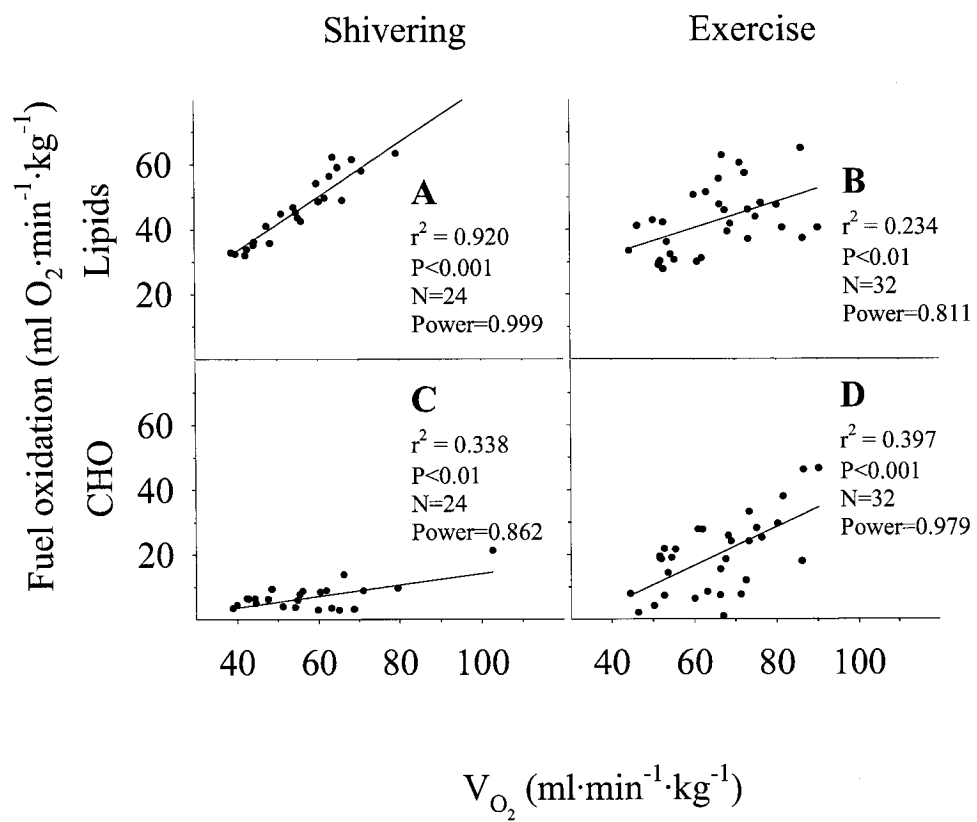 Shivering
Exercise
Fuel oxidation (ml O₂·min⁻¹·kg⁻¹)
Lipids
60
40
20
A
r² = 0.920
P<0.001
N=24
Power=0.999
B
r² = 0.234
P<0.01
N=32
Power=0.811
CHO
60
40
20
C
r² = 0.338
P<0.01
N=24
Power=0.862
D
r² = 0.397
P<0.001
N=32
Power=0.979
40 60 80 100
40 60 80 100
V_O₂ (ml·min⁻¹·kg⁻¹)